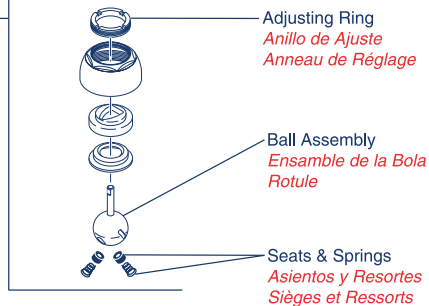 Adjusting Ring
Anillo de Ajuste
Anneau de Réglage
Ball Assembly
Ensamble de la Bola
Rotule
Seats & Springs
Asientos y Resortes
Sièges et Ressorts